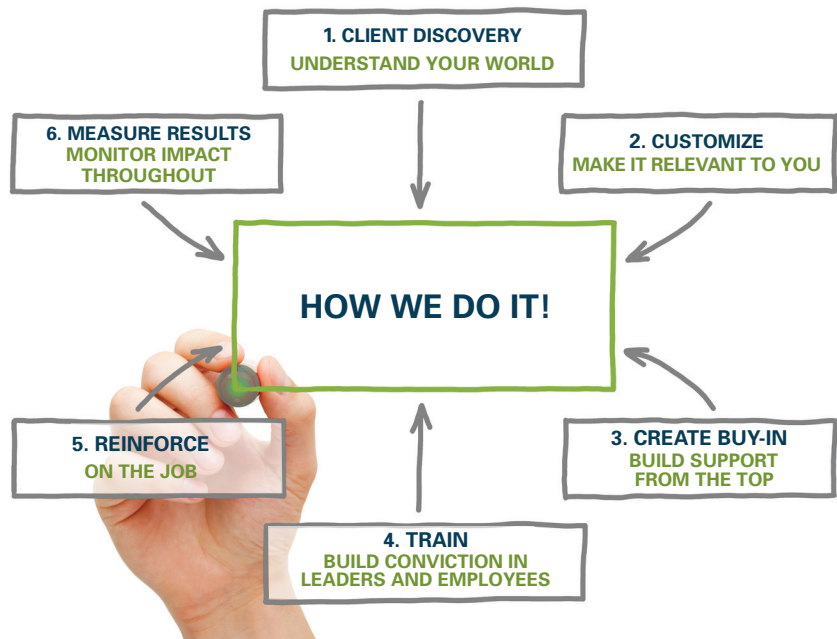 1. CLIENT DISCOVERY
UNDERSTAND YOUR WORLD
2. CUSTOMIZE
MAKE IT RELEVANT TO YOU
3. CREATE BUY-IN
BUILD SUPPORT
FROM THE TOP
4. TRAIN
BUILD CONVICTION IN
LEADERS AND EMPLOYEES
5. REINFORCE
ON THE JOB
6. MEASURE RESULTS
MONITOR IMPACT
THROUGHOUT
HOW WE DO IT!